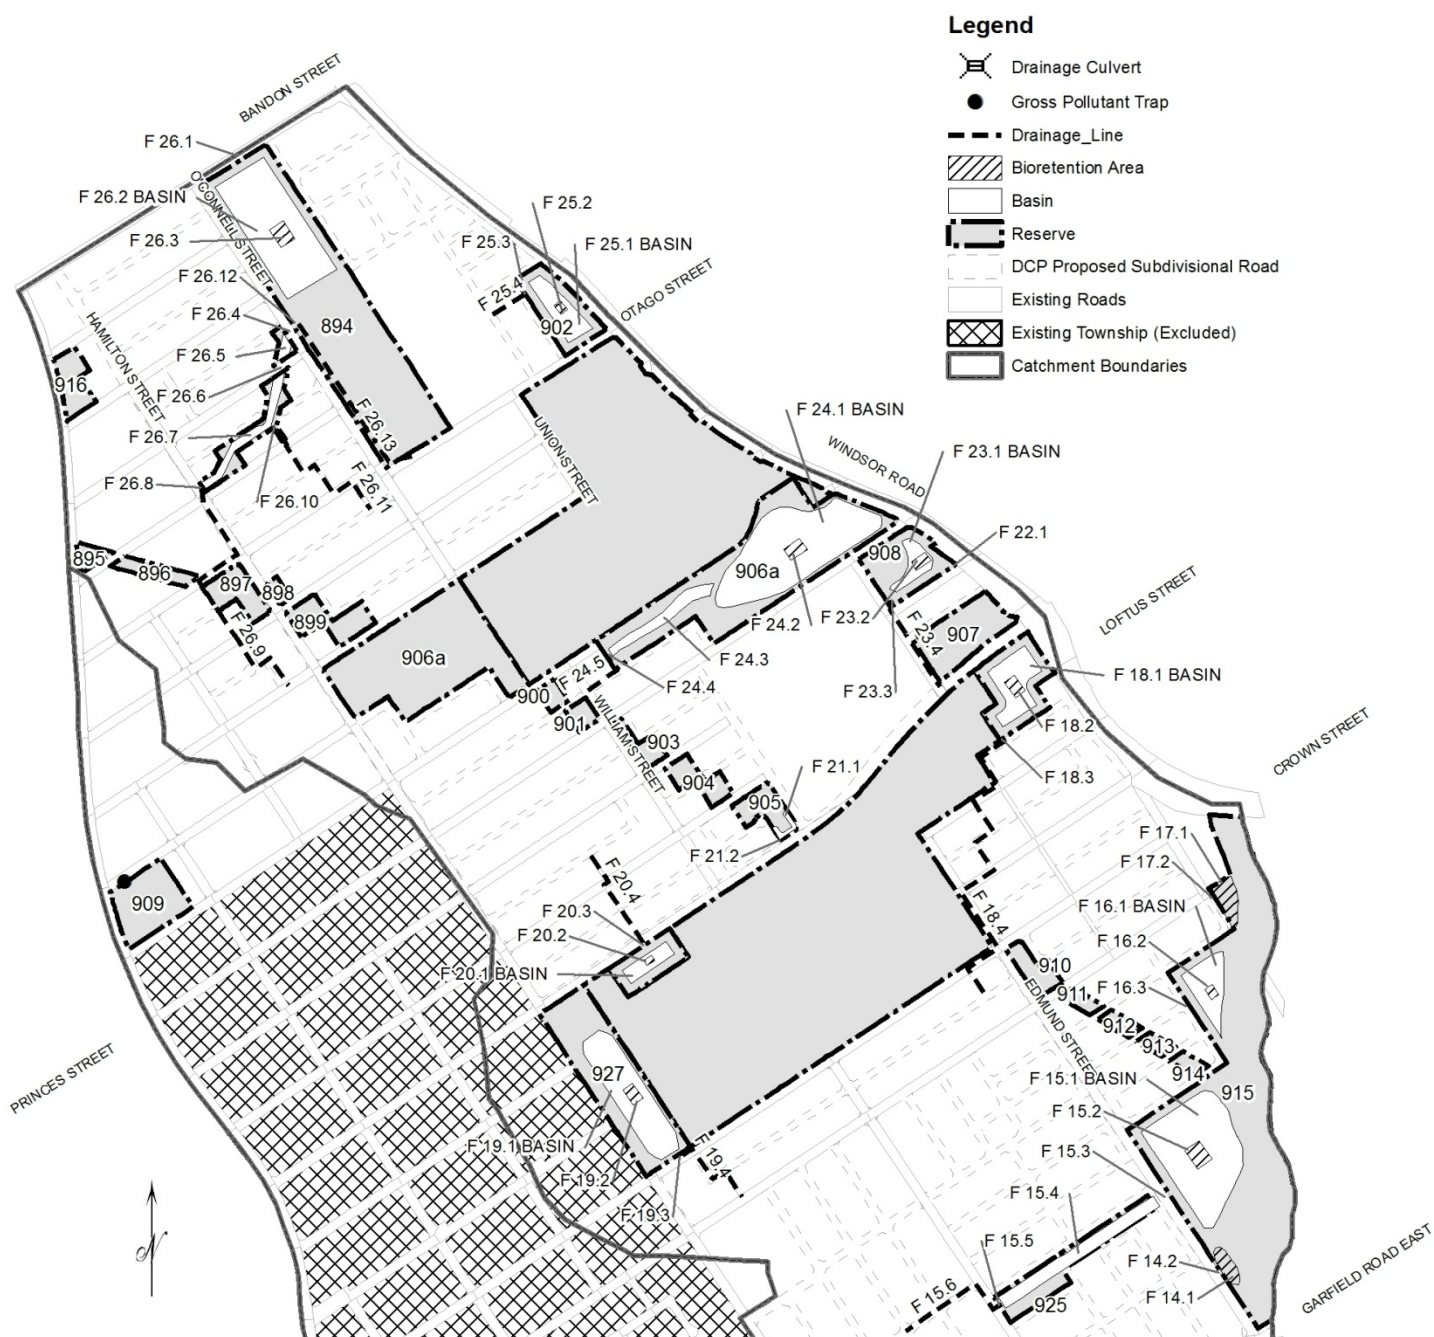 Legend
Drainage Culvert
Gross Pollutant Trap
Drainage_Line
Bioretention Area
Basin
Reserve
DCP Proposed Subdivisional Road
Existing Roads
Existing Township (Excluded)
Catchment Boundaries
BANDON STREET
F 26.1
O'CONNELL STREET
F 26.2 BASIN
F 26.3
F 25.2
F 25.3
F 25.1 BASIN
F 26.12
F 25.4
OTAGO STREET
F 26.4
894
902
HAMILTON STREET
F 26.5
916
F 26.6
F 26.13
F 24.1 BASIN
F 26.7
UNION STREET
WINDSOR ROAD
F 23.1 BASIN
F 26.8
F 26.10
F 26.11
F 22.1
895
896
908
897
898
906a
LOFTUS STREET
899
F 26.9
F 24.2
F 23.2
F 23.4
907
906a
F 24.3
F 24.5
F 24.4
F 23.3
F 18.1 BASIN
900
901
WILLIAM STREET
F 18.2
903
CROWN STREET
904
F 21.1
F 18.3
905
F 17.1
F 21.2
F 17.2
F 20.4
909
F 16.1 BASIN
F 20.3
F 18.4
F 20.2
F 16.2
F 20.1 BASIN
910
F 16.3
911
EDMUND STREET
912
913
914
927
F 15.1 BASIN
915
PRINCES STREET
F 15.2
F 19.1 BASIN
F 15.3
F 19.4
F 19.2
F 15.4
F 19.3
F 15.5
F 14.2
F 15.6
925
F 14.1
GARFIELD ROAD EAST
N